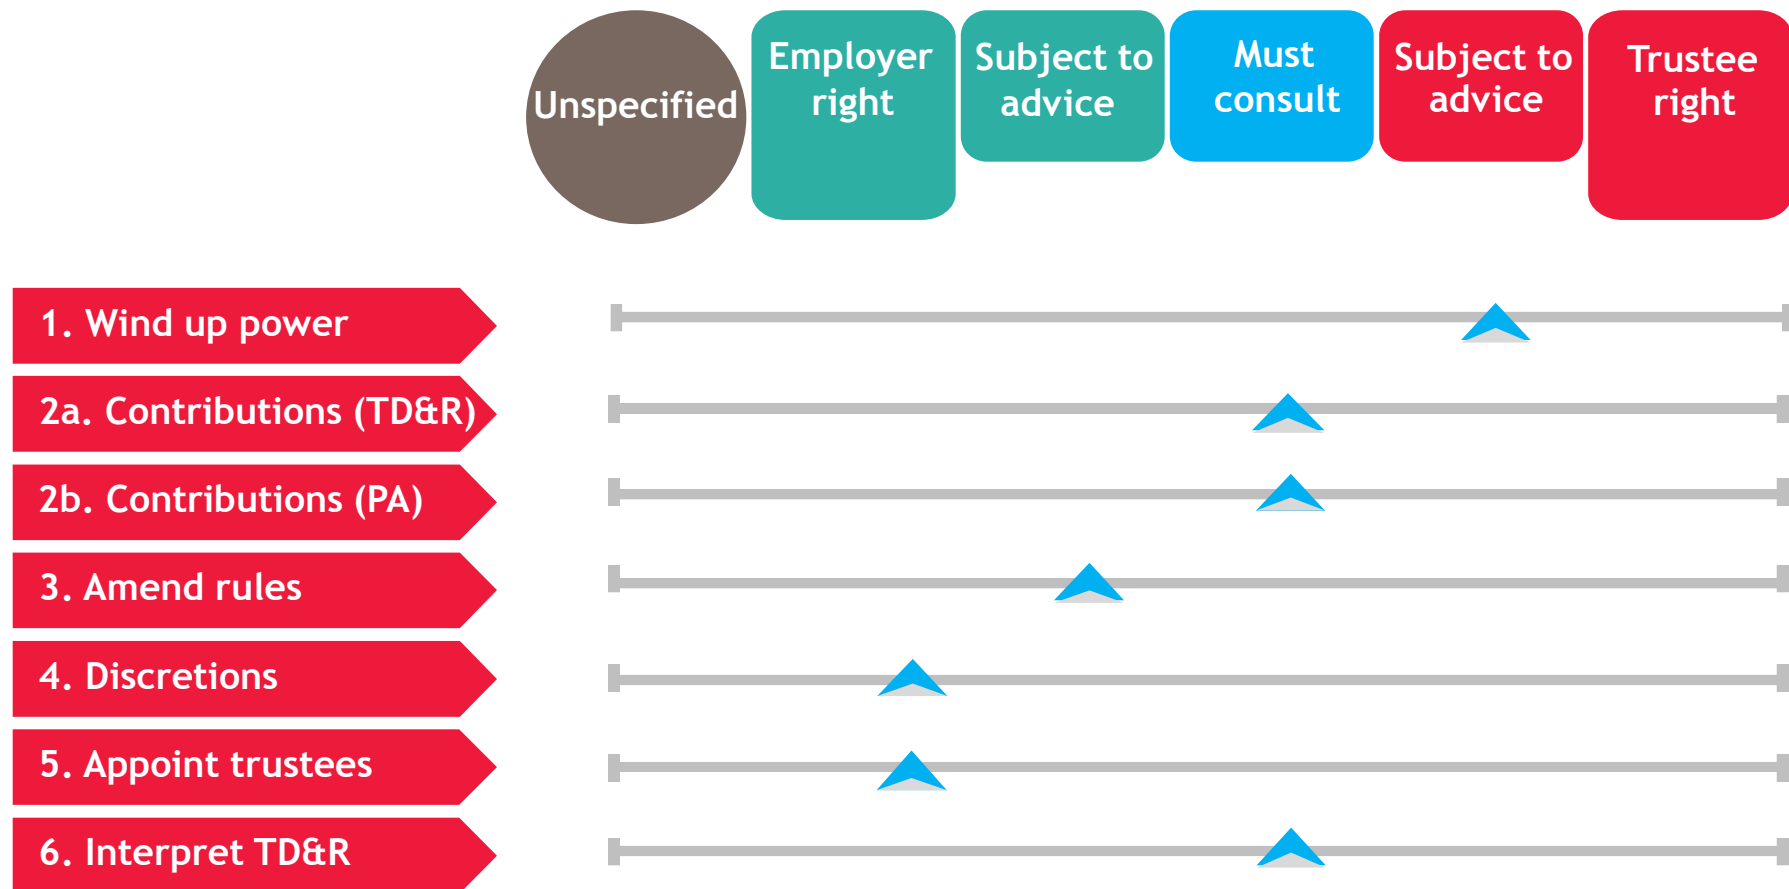 Unspecified
Employer
right
Subject to
advice
Must
consult
Subject to
advice
Trustee
right
1. Wind up power
2a. Contributions (TD&R)
2b. Contributions (PA)
3. Amend rules
4. Discretions
5. Appoint trustees
6. Interpret TD&R